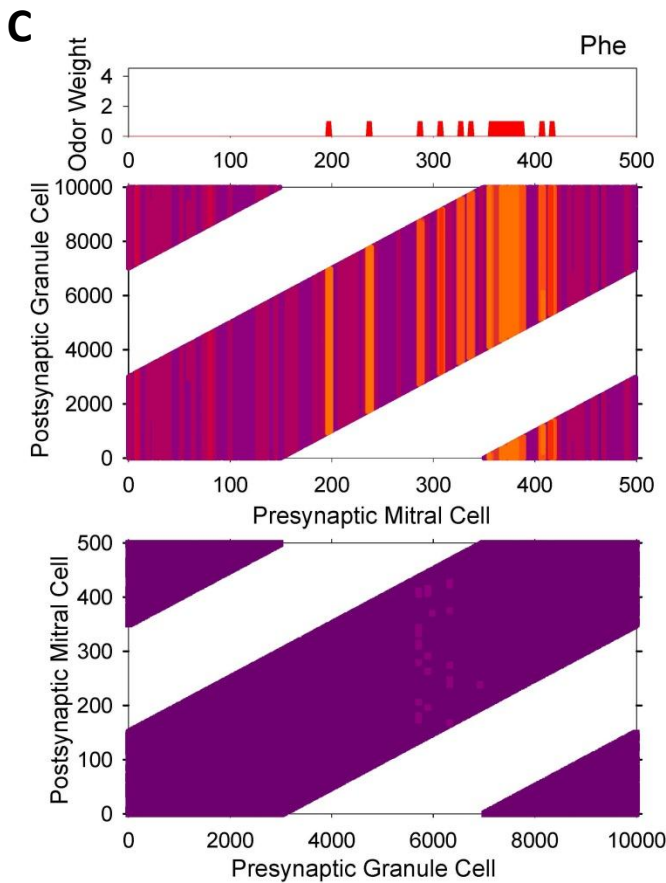 C
Phe
Odor Weight
4
2
0
0 100 200 300 400 500
Postsynaptic Granule Cell
10000
8000
6000
4000
2000
0
0 100 200 300 400 500
Presynaptic Mitral Cell
Postsynaptic Mitral Cell
500
400
300
200
100
0
0 2000 4000 6000 8000 10000
Presynaptic Granule Cell